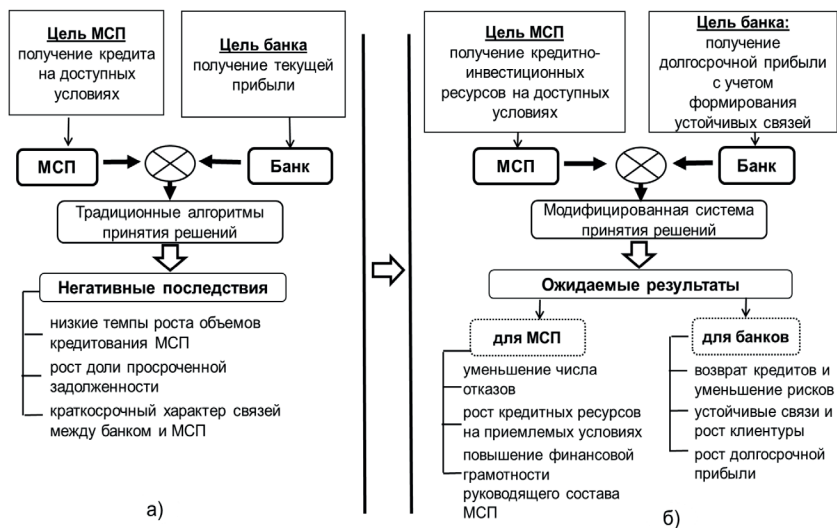 Цель МСП
получение кредита
на доступных
условиях
Цель банка
получение текущей
прибыли
МСП
Банк
Традиционные алгоритмы
принятия решений
Негативные последствия
низкие темпы роста объемов
кредитования МСП
рост доли просроченной
задолженности
краткосрочный характер связей
между банком и МСП
а)
Цель МСП
получение кредитно-
инвестиционных
ресурсов на доступных
условиях
Цель банка:
получение
долгосрочной прибыли
с учетом
формирования
устойчивых связей
МСП
Банк
Модифицированная система
принятия решений
Ожидаемые результаты
для МСП
уменьшение числа
отказов
рост кредитных ресурсов
на приемлемых условиях
повышение финансовой
грамотности
руководящего состава
МСП
для банков
возврат кредитов и
уменьшение рисков
устойчивые связи и
рост клиентуры
рост долгосрочной
прибыли
б)